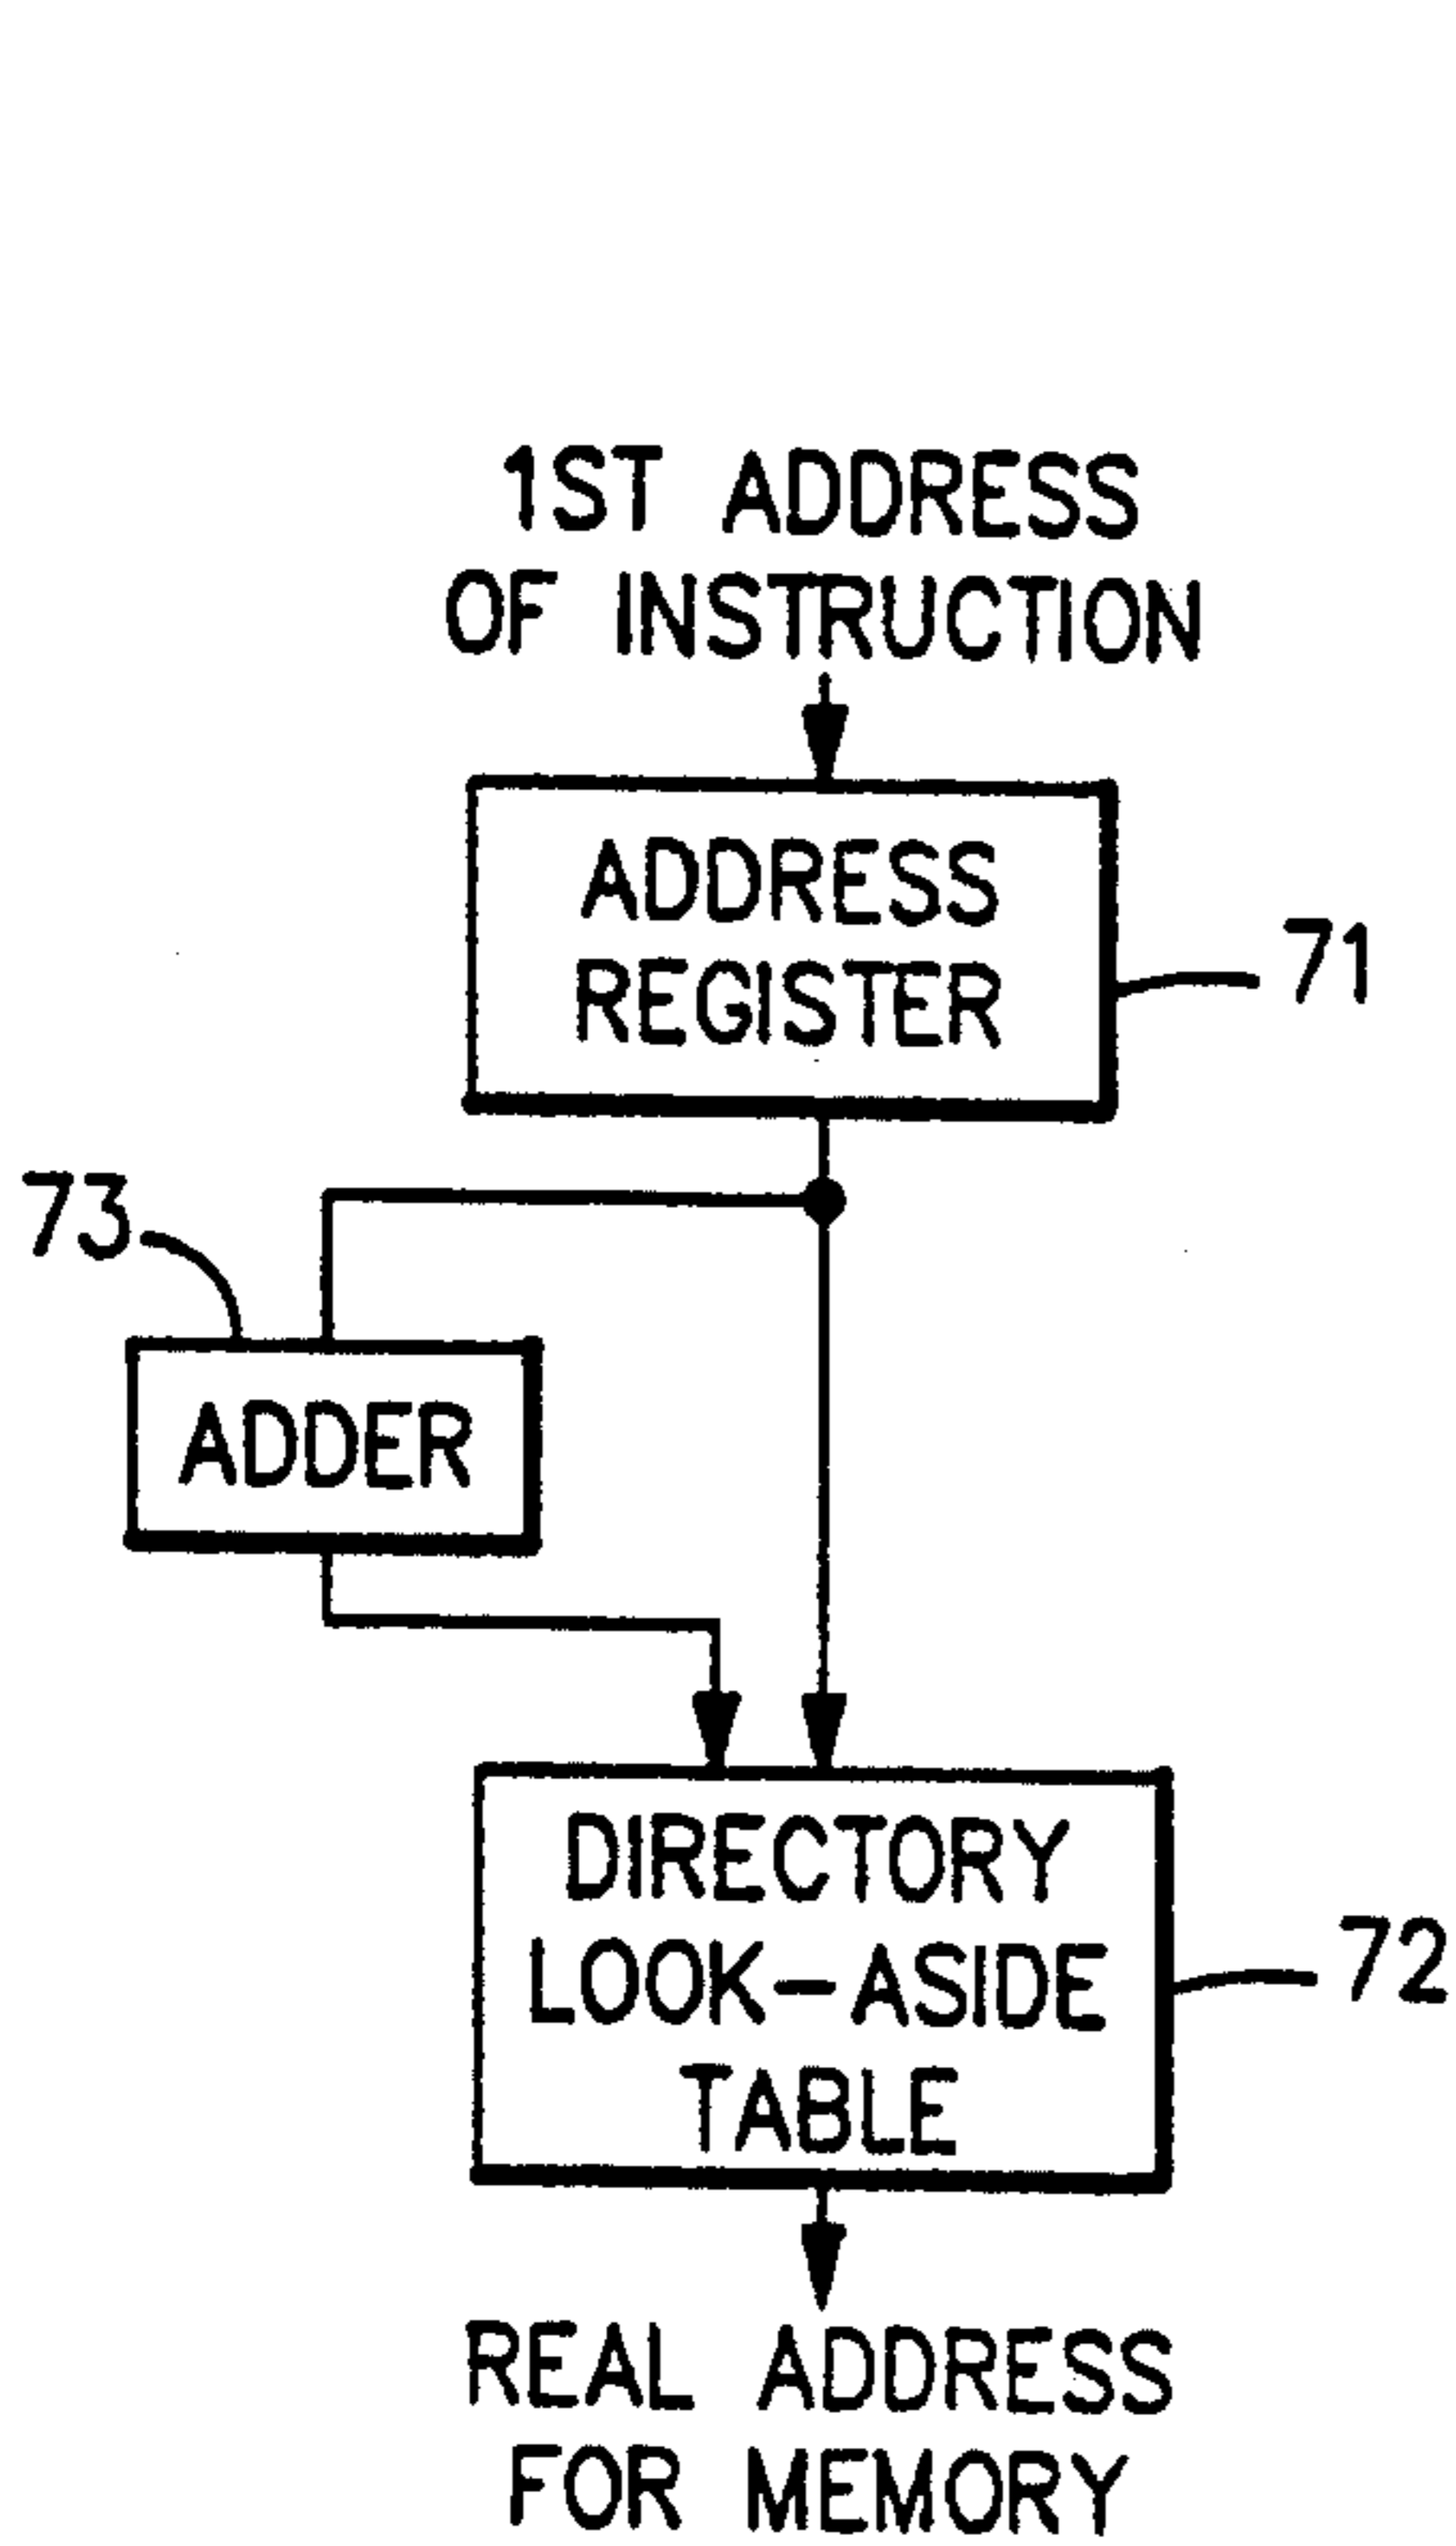 1ST ADDRESS
OF INSTRUCTION
ADDRESS
REGISTER
71
73
ADDER
DIRECTORY
LOOK-ASIDE
TABLE
72
REAL ADDRESS
FOR MEMORY